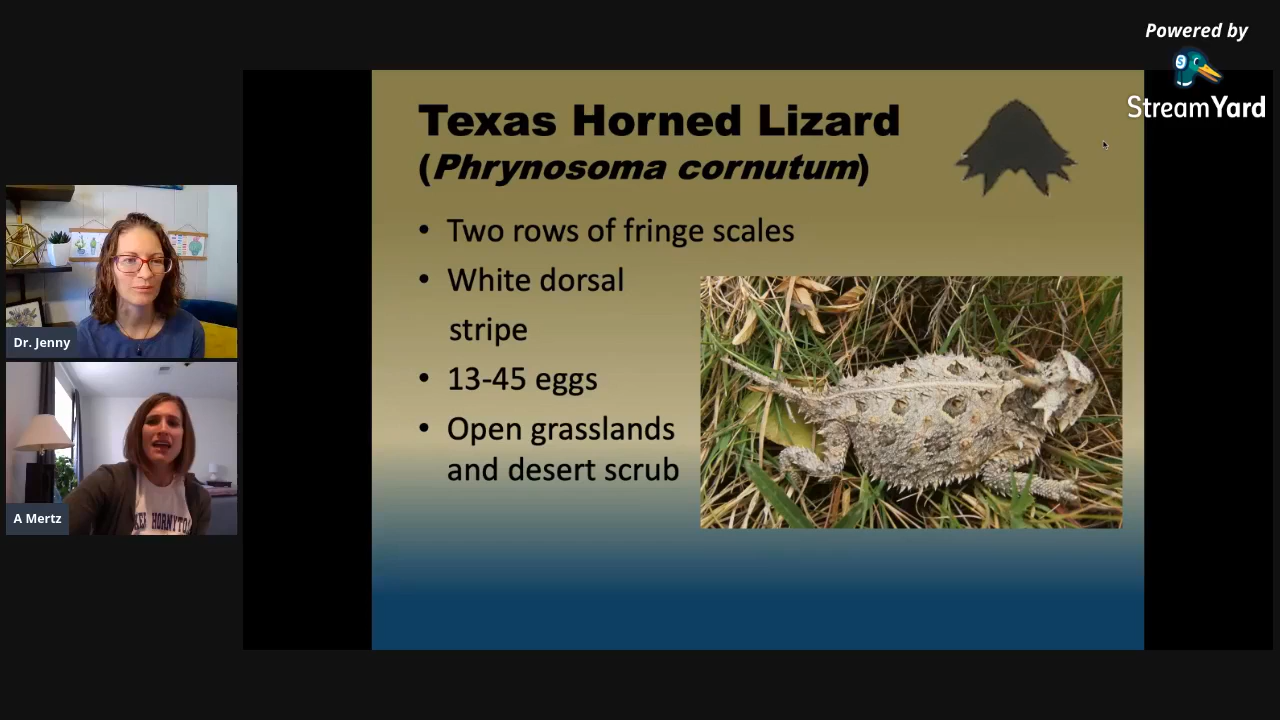 Powered by
StreamYard
Texas Horned Lizard
(Phrynosoma cornutum)
• Two rows of fringe scales
• White dorsal
stripe
• 13-45 eggs
• Open grasslands
and desert scrub
Dr. Jenny
A Mertz